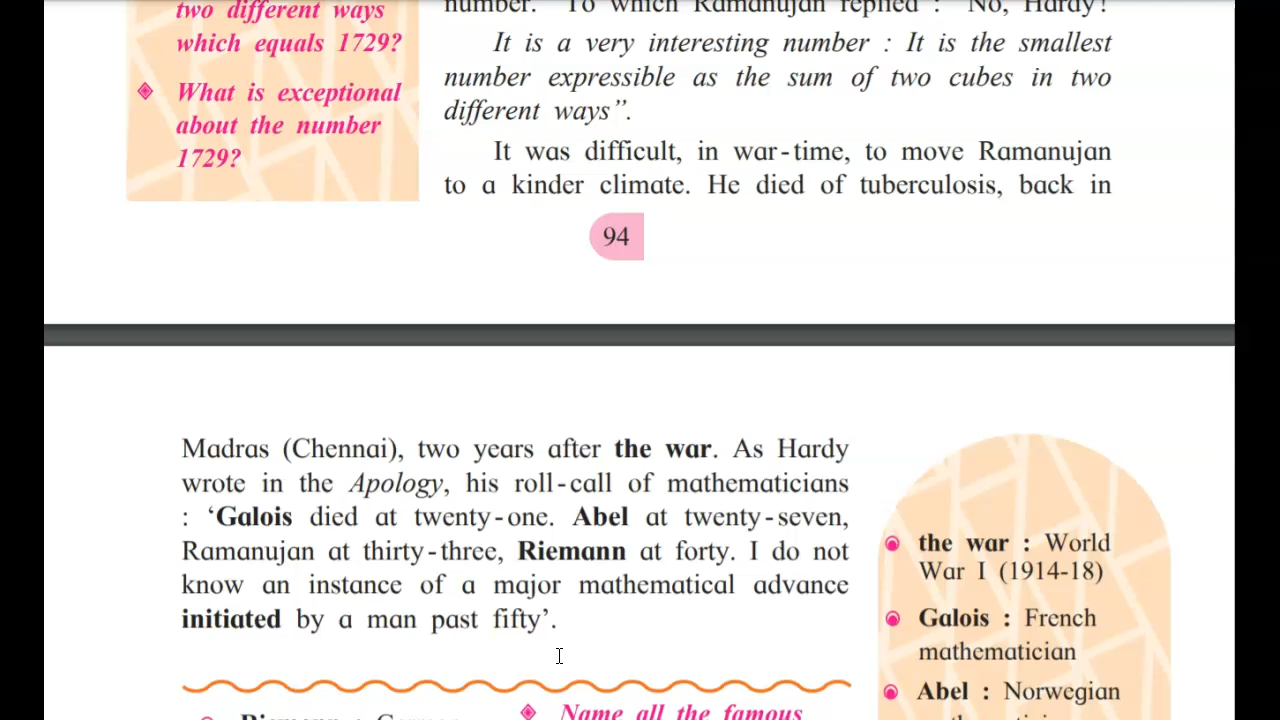 two different ways
which equals 1729?
What is exceptional
about the number
1729?
number." To which Ramanujan replied : "No, Hardy!
It is a very interesting number : It is the smallest
number expressible as the sum of two cubes in two
different ways”.
It was difficult, in war-time, to move Ramanujan
to a kinder climate. He died of tuberculosis, back in
94
Madras (Chennai), two years after the war. As Hardy
wrote in the Apology, his roll-call of mathematicians
: ‘Galois died at twenty-one. Abel at twenty-seven,
Ramanujan at thirty-three, Riemann at forty. I do not
know an instance of a major mathematical advance
initiated by a man past fifty’.
the war : World
War I (1914-18)
Galois : French
mathematician
Abel : Norwegian
Name all the famous